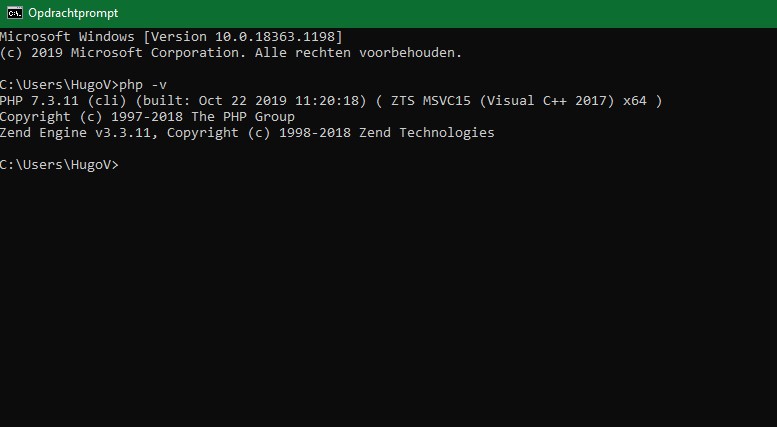 Opdrachtprompt
Microsoft Windows [Version 10.0.18363.1198]
(c) 2019 Microsoft Corporation. Alle rechten voorbehouden.
C:\Users\HugoV>php -v
PHP 7.3.11 (cli) (built: Oct 22 2019 11:20:18) ( ZTS MSVC15 (Visual C++ 2017) x64 )
Copyright (c) 1997-2018 The PHP Group
Zend Engine v3.3.11, Copyright (c) 1998-2018 Zend Technologies
C:\Users\HugoV>